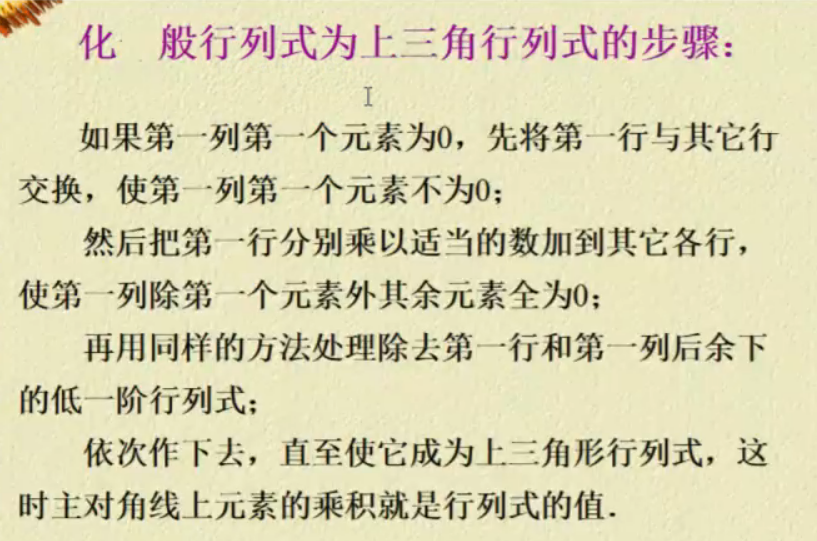 化一般行列式为上三角行列式的步骤：
如果第一列第一个元素为0，先将第一行与其它行
交换，使第一列第一个元素不为0；
然后把第一行分别乘以适当的数加到其它各行，
使第一列除第一个元素外其余元素全为0；
再用同样的方法处理除去第一行和第一列后余下
的低一阶行列式；
依次作下去，直至使它成为上三角形行列式，这
时主对角线上元素的乘积就是行列式的值．